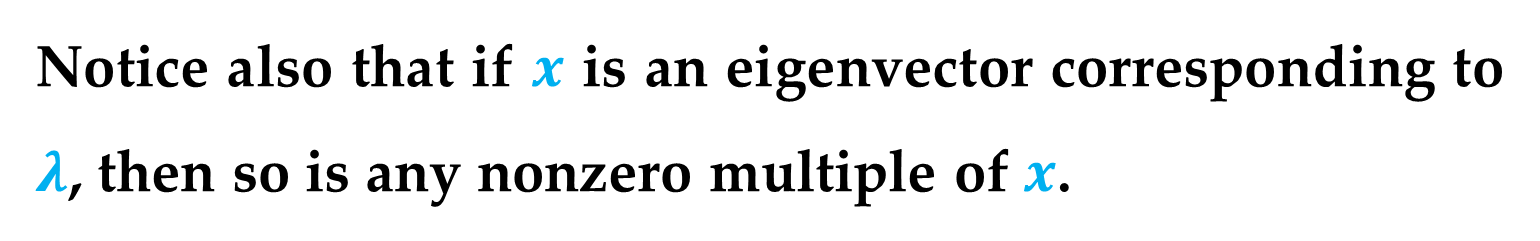 Notice also that if x is an eigenvector corresponding to
λ, then so is any nonzero multiple of x.